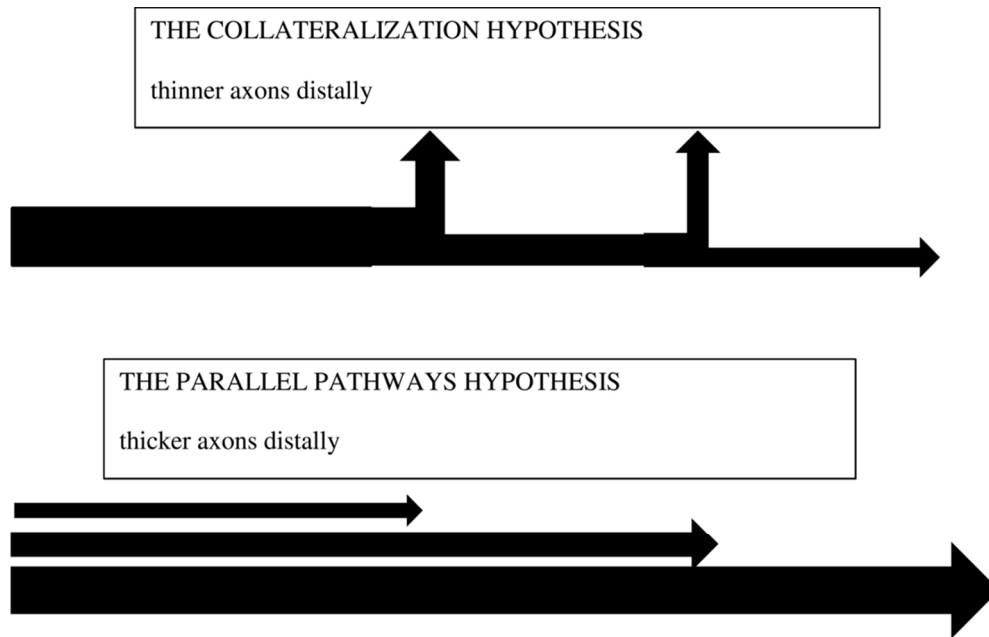 THE COLLATERALIZATION HYPOTHESIS
thinner axons distally
THE PARALLEL PATHWAYS HYPOTHESIS
thicker axons distally